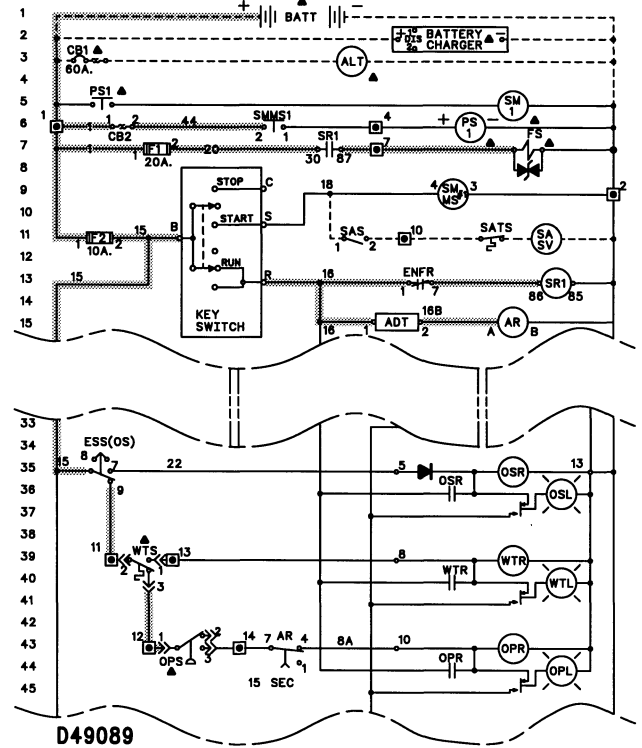 1 + BATT −
2 + 1 DIS 2 BATTERY CHARGER −
3 CB1 60A. ALT
4
5 PS1 SM 1
6 1 1 1 CB2 2 44 SMMS1 2 1 4 + PS 1 − FS
7 1 1 F1 2 20A. 20 SR1 30 87 7
8
9 STOP C 18 4 SM MS 3 2
10 START S
11 1 F2 2 10A. 15 B SAS 1 2 10 SATS SA SV
12 RUN
13 15 R 16 ENFR 1 7 86 SR1 85
14 KEY SWITCH
15 16 1 ADT 2 16B A AR B
33
34 ESS(OS)
35 15 8 7 22 5 OSR 13
36 9 OSR OSL
37
38
39 11 2 WTS 1 13 8 WTR
40 3 WTR WTL
41
42
43 12 1 OPS 2 3 14 7 AR 4 8A 10 OPR
44 1 OPR OPL
45 15 SEC
D49089